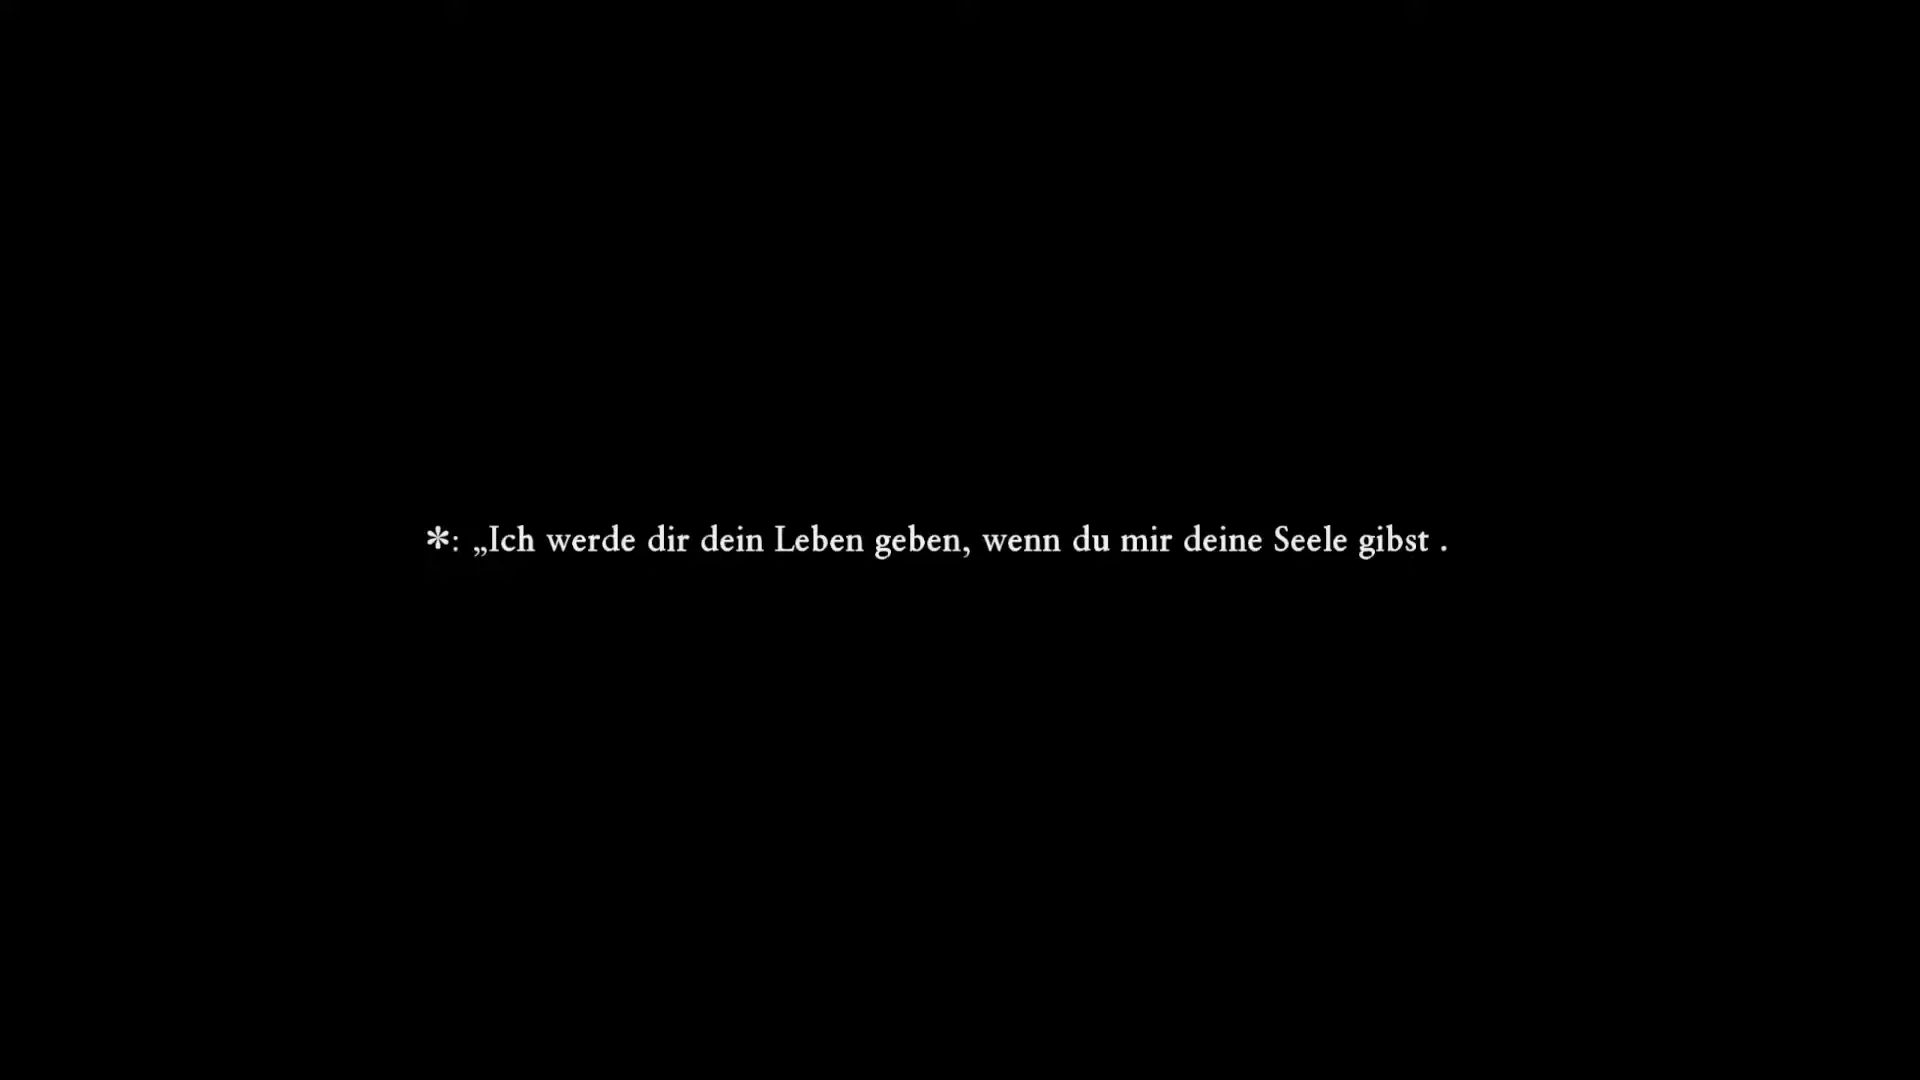 *: „Ich werde dir dein Leben geben, wenn du mir deine Seele gibst .